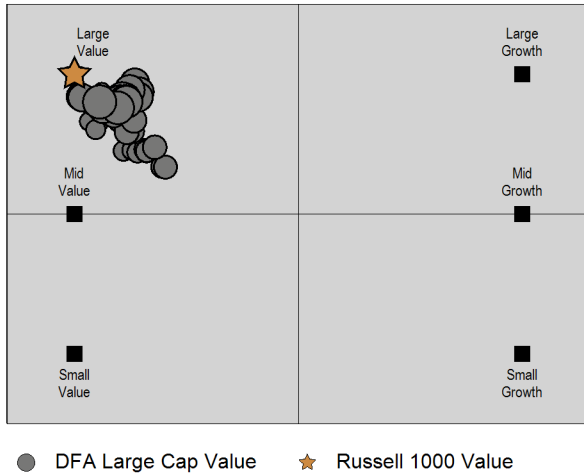 Large
Value
Large
Growth
Mid
Value
Mid
Growth
Small
Value
Small
Growth
DFA Large Cap Value
Russell 1000 Value